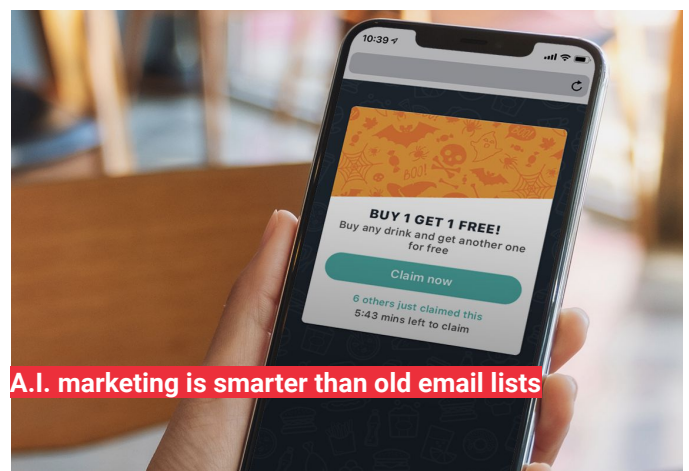 10:39
BOO!
BUY 1 GET 1 FREE!
Buy any drink and get another one
for free
Claim now
6 others just claimed this
5:43 mins left to claim
A.I. marketing is smarter than old email lists